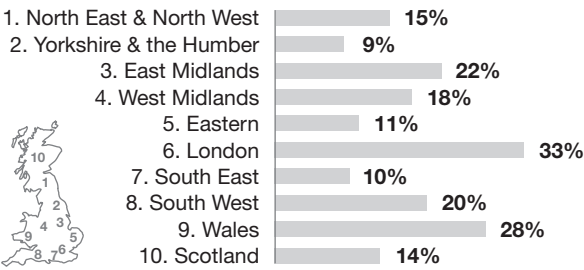 1. North East & North West 15%
2. Yorkshire & the Humber 9%
3. East Midlands 22%
4. West Midlands 18%
5. Eastern 11%
6. London 33%
7. South East 10%
8. South West 20%
9. Wales 28%
10. Scotland 14%
10
1
2
4 3
9 5
8 7 6